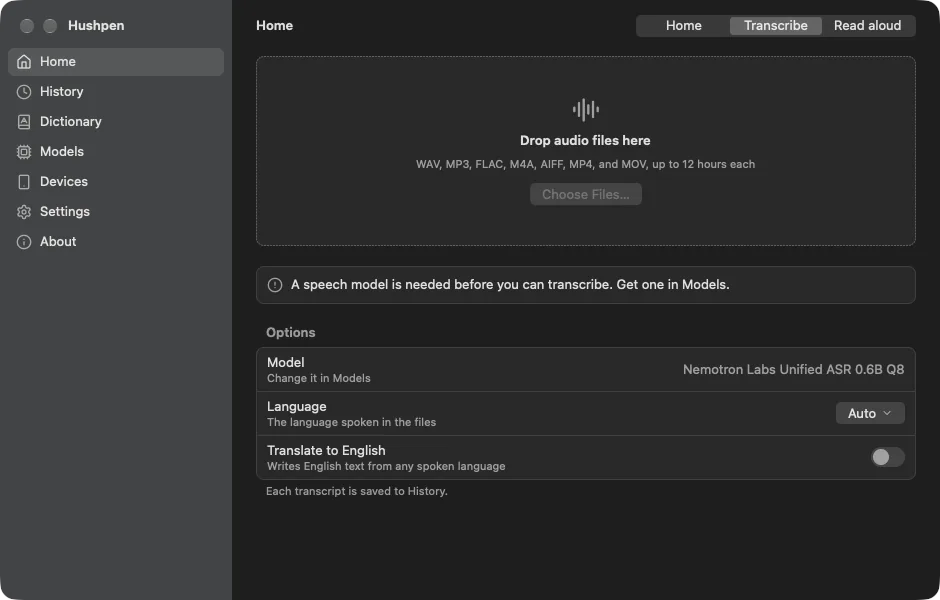 Hushpen
Home
History
Dictionary
Models
Devices
Settings
About
Home
Home Transcribe Read aloud
Drop audio files here
WAV, MP3, FLAC, M4A, AIFF, MP4, and MOV, up to 12 hours each
Choose Files...
A speech model is needed before you can transcribe. Get one in Models.
Options
Model
Change it in Models
Nemotron Labs Unified ASR 0.6B Q8
Language
The language spoken in the files
Auto
Translate to English
Writes English text from any spoken language
Each transcript is saved to History.